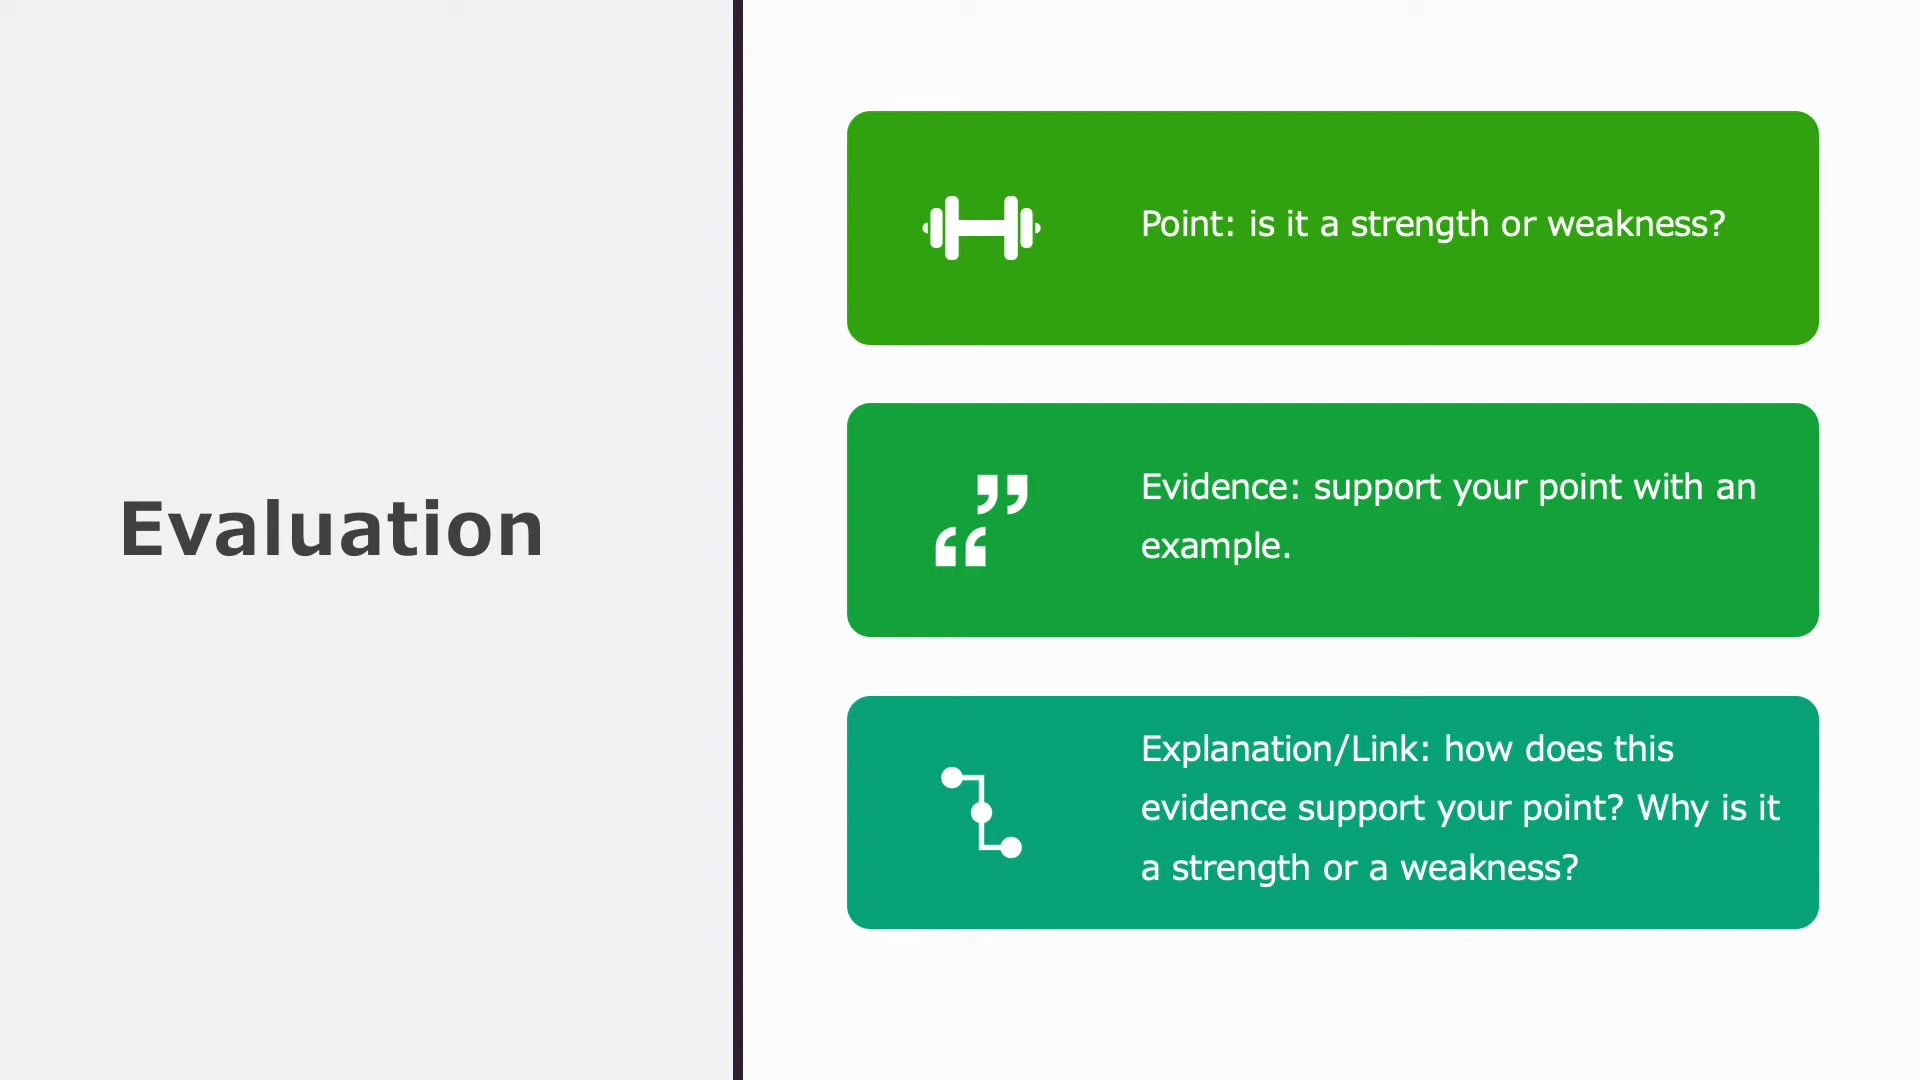 Evaluation
Point: is it a strength or weakness?
Evidence: support your point with an
example.
Explanation/Link: how does this
evidence support your point? Why is it
a strength or a weakness?